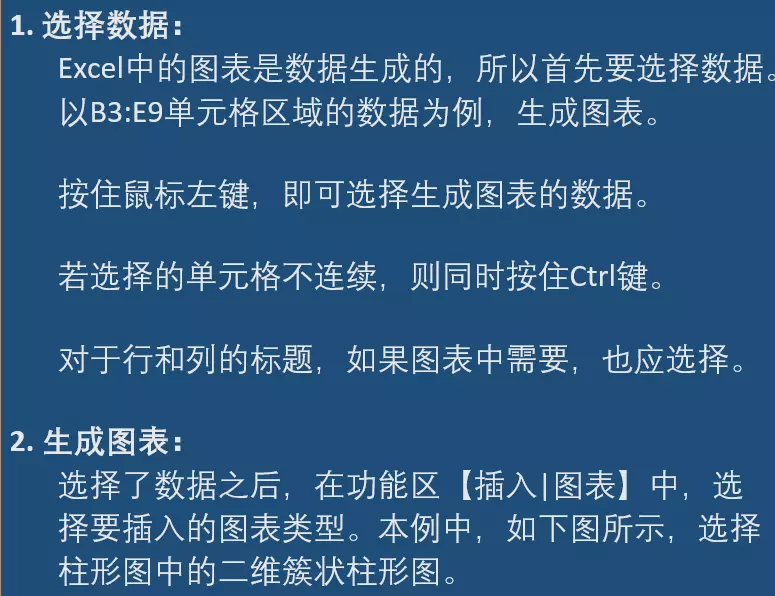 1. 选择数据：
Excel中的图表是数据生成的，所以首先要选择数据。
以B3:E9单元格区域的数据为例，生成图表。
按住鼠标左键，即可选择生成图表的数据。
若选择的单元格不连续，则同时按住Ctrl键。
对于行和列的标题，如果图表中需要，也应选择。
2. 生成图表：
选择了数据之后，在功能区【插入|图表】中，选
择要插入的图表类型。本例中，如下图所示，选择
柱形图中的二维簇状柱形图。